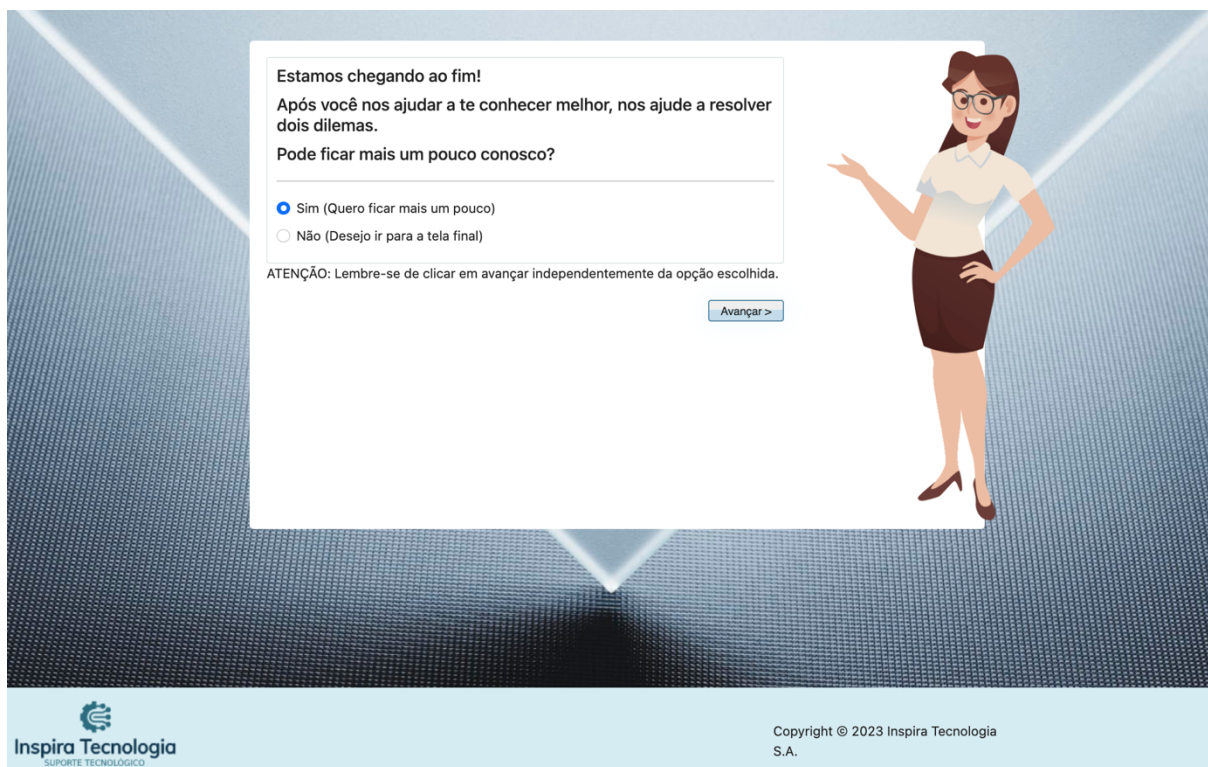 Estamos chegando ao fim!
Após você nos ajudar a te conhecer melhor, nos ajude a resolver
dois dilemas.
Pode ficar mais um pouco conosco?
Sim (Quero ficar mais um pouco)
Não (Desejo ir para a tela final)
ATENÇÃO: Lembre-se de clicar em avançar independentemente da opção escolhida.
Avançar >
Inspira Tecnologia
SUPORTE TECNOLÓGICO
Copyright © 2023 Inspira Tecnologia
S.A.